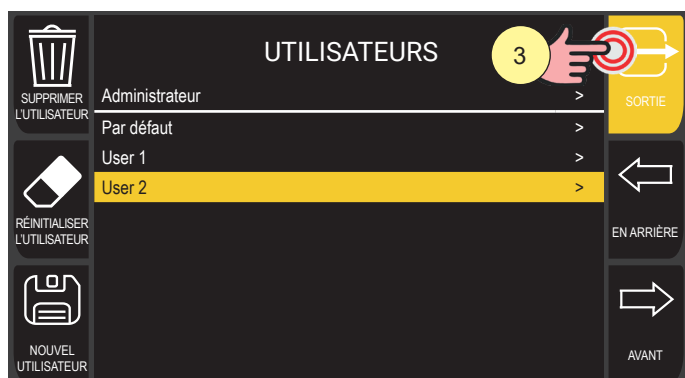 UTILISATEURS
3
SUPPRIMER
L'UTILISATEUR
Administrateur >
SORTIE
Par défaut >
User 1 >
User 2 >
RÉINITIALISER
L'UTILISATEUR
EN ARRIÈRE
NOUVEL
UTILISATEUR
AVANT